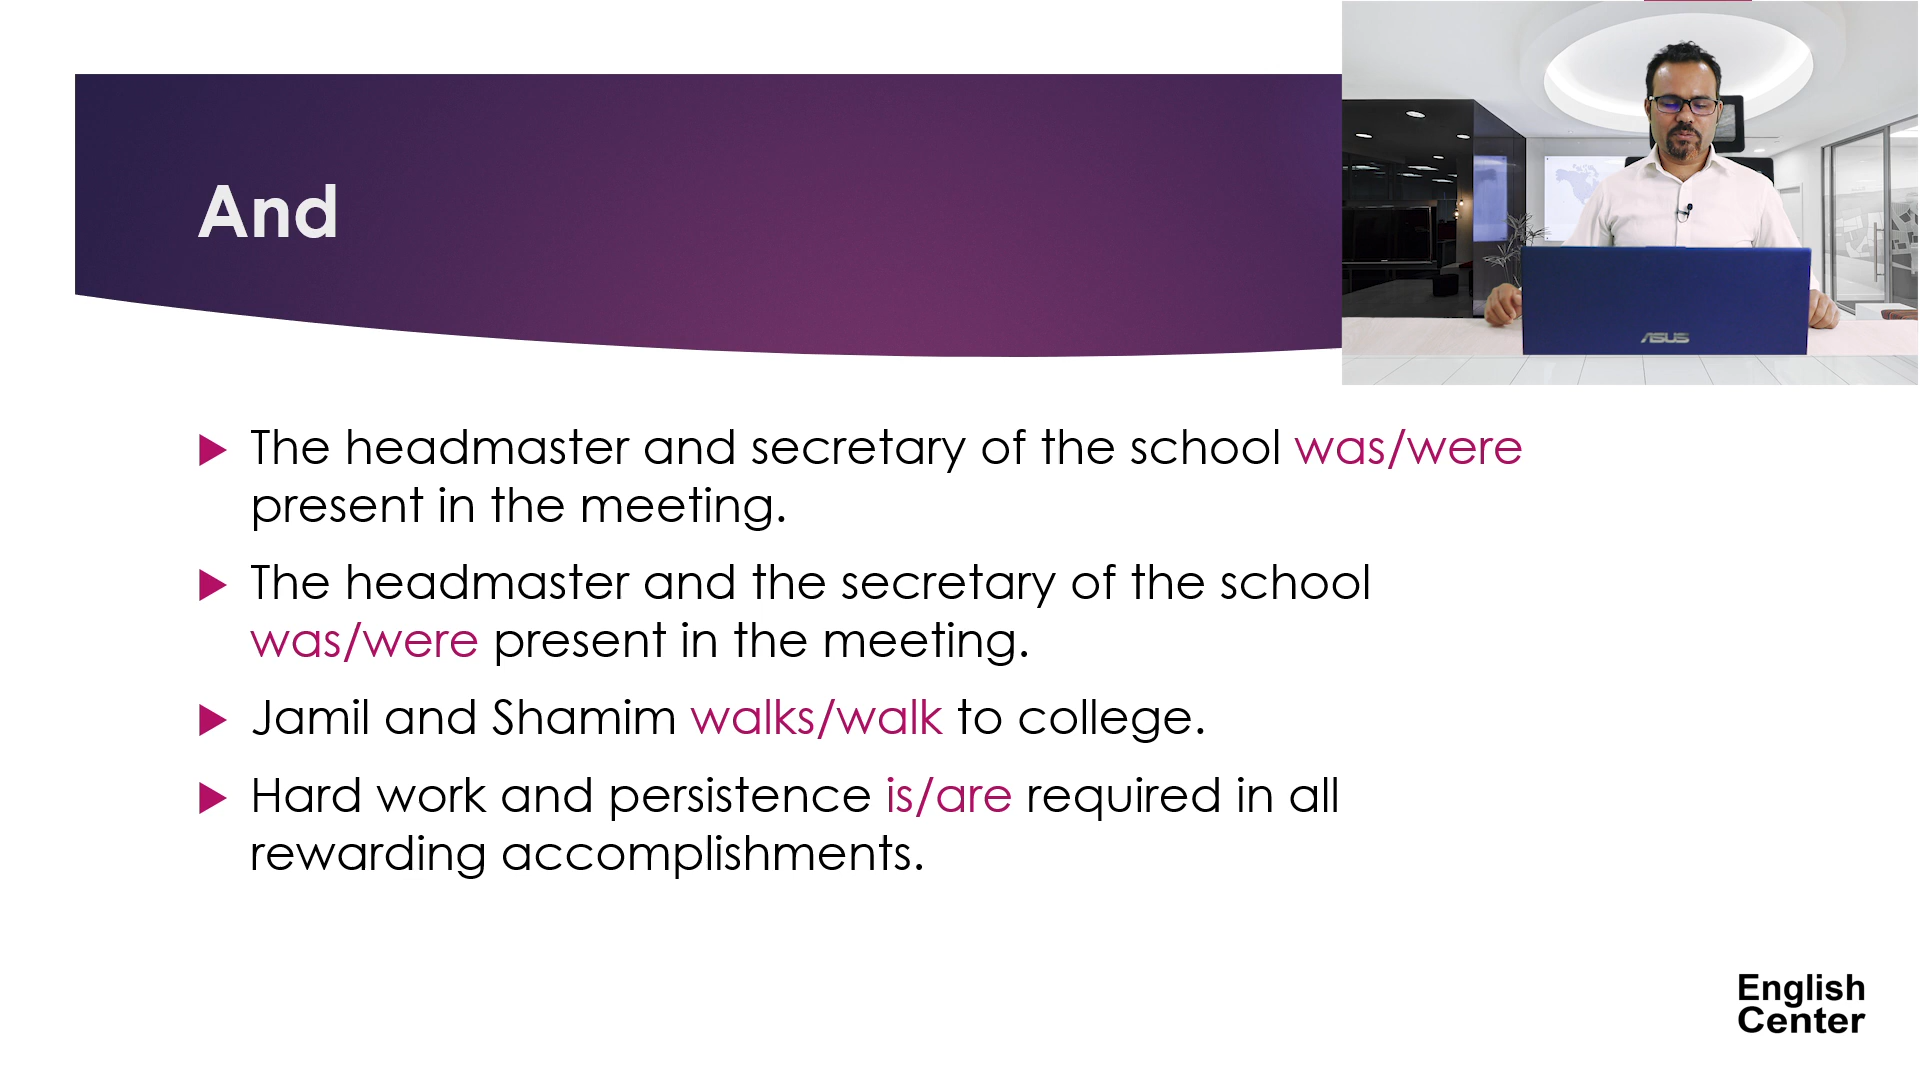 And
The headmaster and secretary of the school was/were
present in the meeting.
The headmaster and the secretary of the school
was/were present in the meeting.
Jamil and Shamim walks/walk to college.
Hard work and persistence is/are required in all
rewarding accomplishments.
ASUS
English
Center